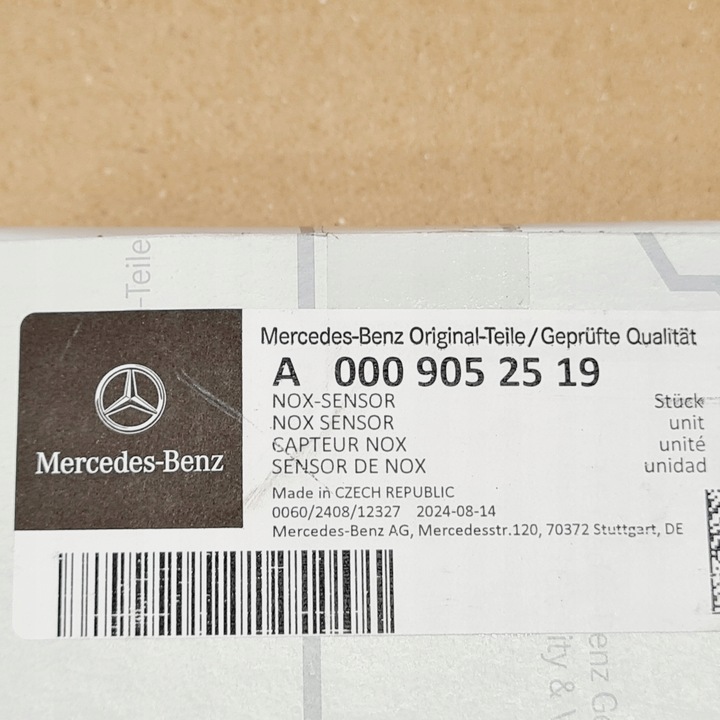 -Teile
Mercedes-Benz Original-Teile/Geprüfte Qualität
A 000 905 25 19
NOX-SENSOR Stück
NOX SENSOR unit
CAPTEUR NOX unité
SENSOR DE NOX unidad
Mercedes-Benz
Made in CZECH REPUBLIC
0060/2408/12327 2024-08-14
Mercedes-Benz AG, Mercedesstr.120, 70372 Stuttgart, DE
enz G
ity &